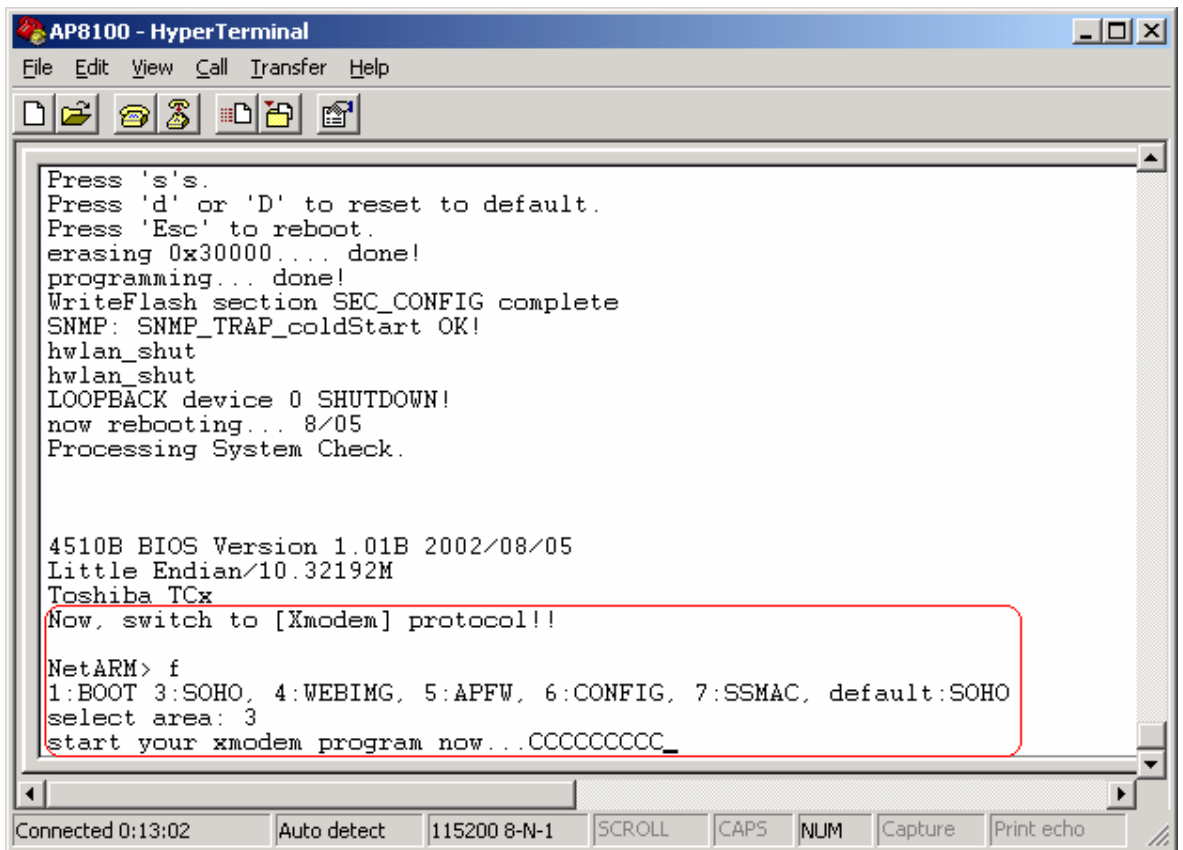 AP8100 - HyperTerminal
File Edit View Call Transfer Help
Press 's's.
Press 'd' or 'D' to reset to default.
Press 'Esc' to reboot.
erasing 0x30000.... done!
programming... done!
WriteFlash section SEC_CONFIG complete
SNMP: SNMP_TRAP_coldStart OK!
hwlan_shut
hwlan_shut
LOOPBACK device 0 SHUTDOWN!
now rebooting... 8/05
Processing System Check.
4510B BIOS Version 1.01B 2002/08/05
Little Endian/10.32192M
Toshiba TCx
Now, switch to [Xmodem] protocol!!
NetARM> f
1:BOOT 3:SOHO, 4:WEBIMG, 5:APFW, 6:CONFIG, 7:SSMAC, default:SOHO
select area: 3
start your xmodem program now...CCCCCCCCCC_
Connected 0:13:02 Auto detect 115200 8-N-1 SCROLL CAPS NUM Capture Print echo